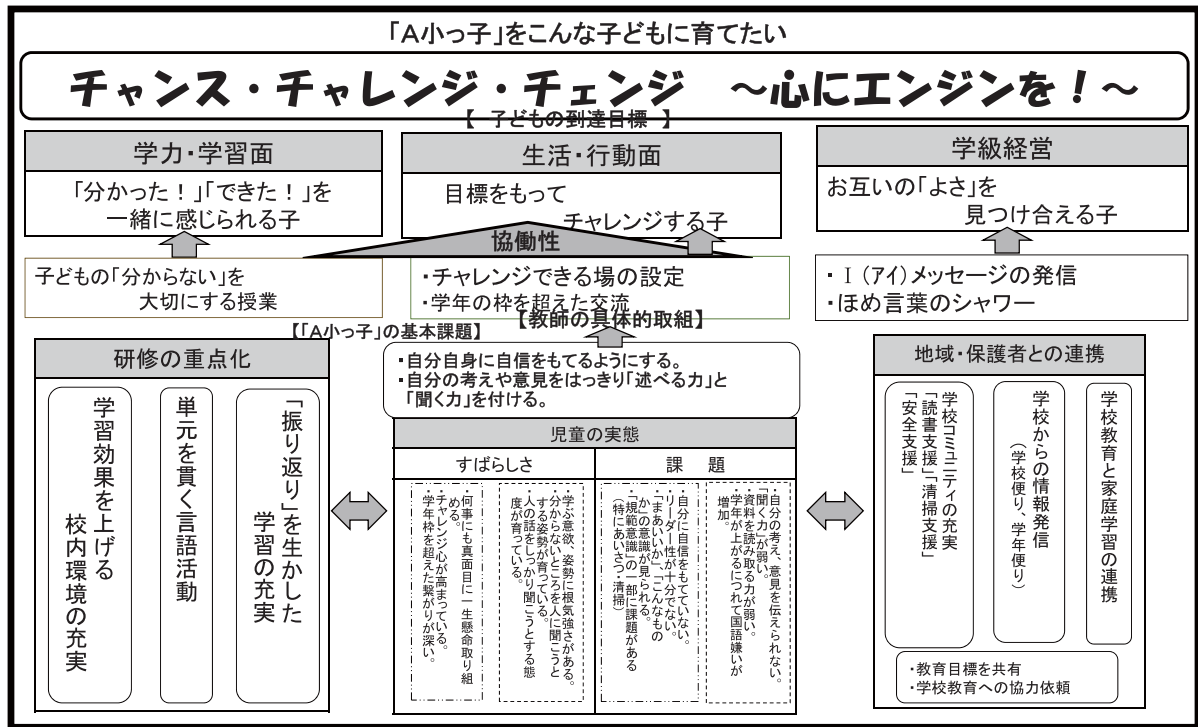 「A小っ子」をこんな子どもに育てたい
チャンス・チャレンジ・チェンジ　～心にエンジンを！～
【 子どもの到達目標 】
学力・学習面
「分かった！」「できた！」を
一緒に感じられる子
生活・行動面
目標をもって
チャレンジする子
学級経営
お互いの「よさ」を
見つけ合える子
協働性
子どもの「分からない」を
大切にする授業
・チャレンジできる場の設定
・学年の枠を超えた交流
・Ｉ（アイ）メッセージの発信
・ほめ言葉のシャワー
【教師の具体的取組】
【「A小っ子」の基本課題】
・自分自身に自信をもてるようにする。
・自分の考えや意見をはっきり「述べる力」と
「聞く力」を付ける。
研修の重点化
「振り返り」を生かした
学習の充実
単元を貫く言語活動
学習効果を上げる
校内環境の充実
児童の実態
すばらしさ
・学ぶ意欲、姿勢に根気強さがある。
・分からないところを人に聞こうと
する姿勢が育っている。
・人の話をしっかり聞こうとする態
度が育っている。
・何事にも真面目に一生懸命取り組
める。
・チャレンジ心が高まっている。
・学年枠を超えた繋がりが深い。
課　題
・自分の考え、意見を伝えられない。
「聞く力」が弱い。
・資料を読み取る力が弱い。
・学年が上がるにつれて国語嫌いが
増加。
・自分に自信をもてていない。
・リーダー性が十分でない。
・「まあいいか」、「こんなもの
か」の意識が見られる。
・「規範意識」の一部に課題がある
（特にあいさつ・清掃）
地域・保護者との連携
学校教育と家庭学習の連携
学校からの情報発信
（学校便り、学年便り）
学校コミュニティの充実
「読書支援」「清掃支援」
「安全支援」
・教育目標を共有
・学校教育への協力依頼